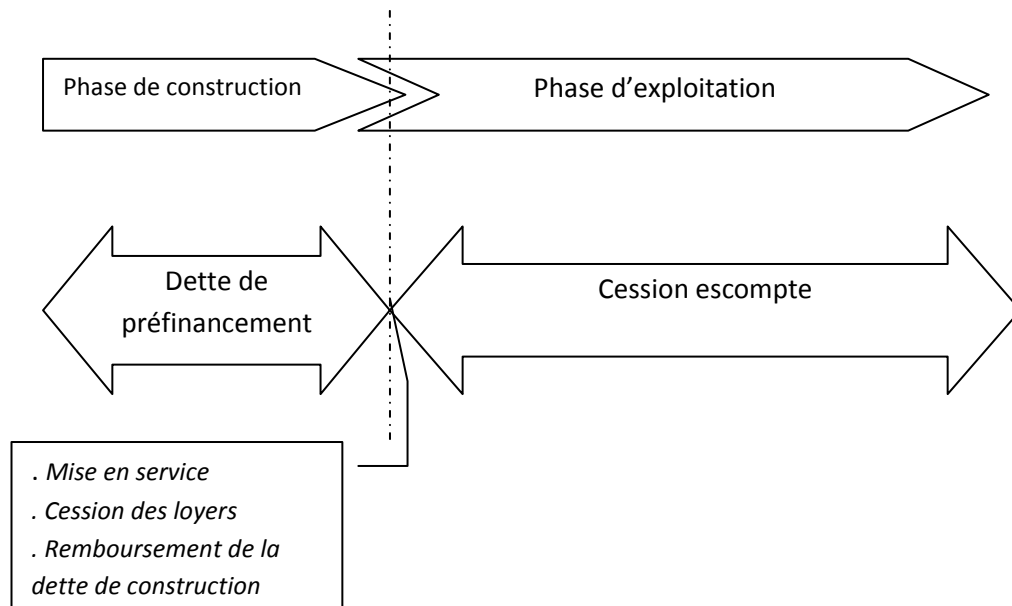 Phase de construction
Phase d’exploitation
Dette de
préfinancement
Cession escompte
. Mise en service
. Cession des loyers
. Remboursement de la
dette de construction